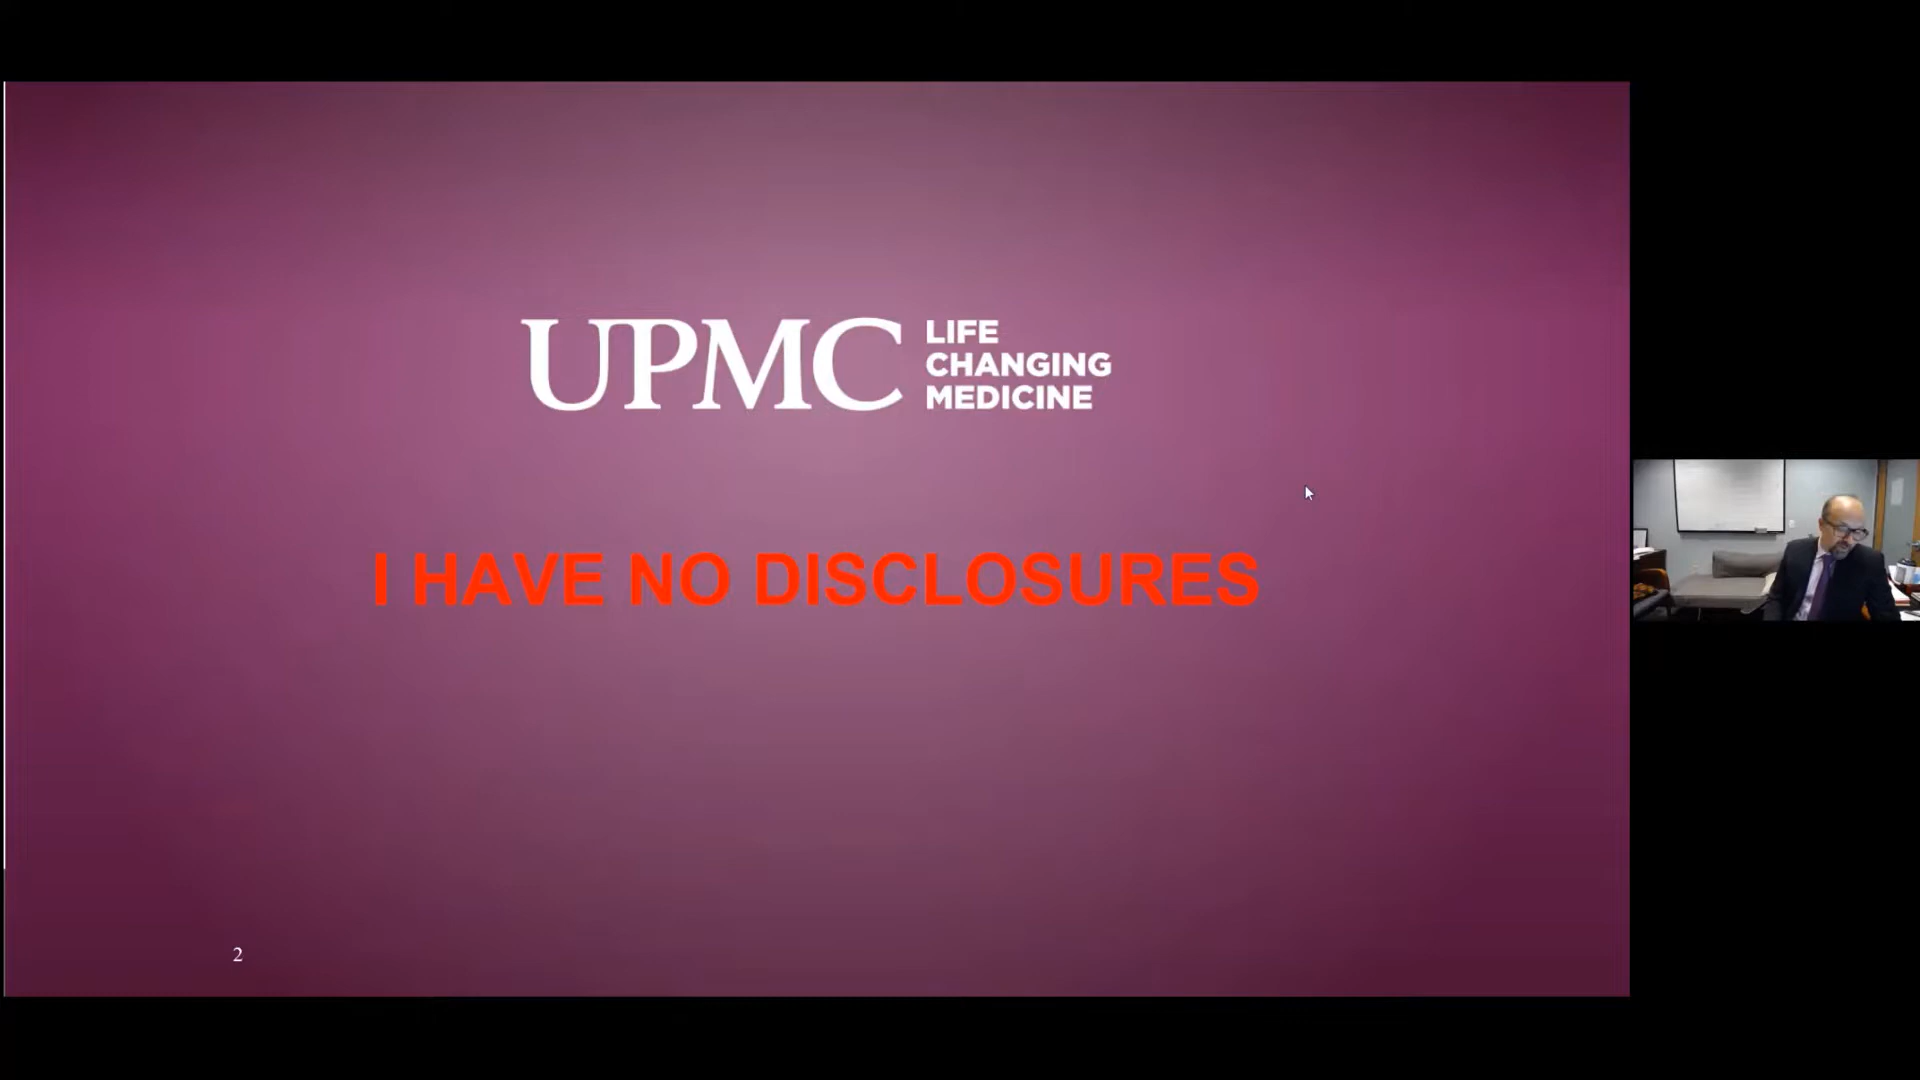 UPMC
LIFE
CHANGING
MEDICINE
I HAVE NO DISCLOSURES
2